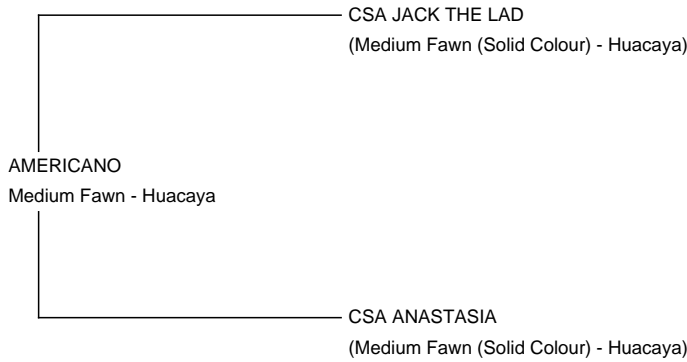 CSA JACK THE LAD
(Medium Fawn (Solid Colour) - Huacaya)
AMERICANO
Medium Fawn - Huacaya
CSA ANASTASIA
(Medium Fawn (Solid Colour) - Huacaya)